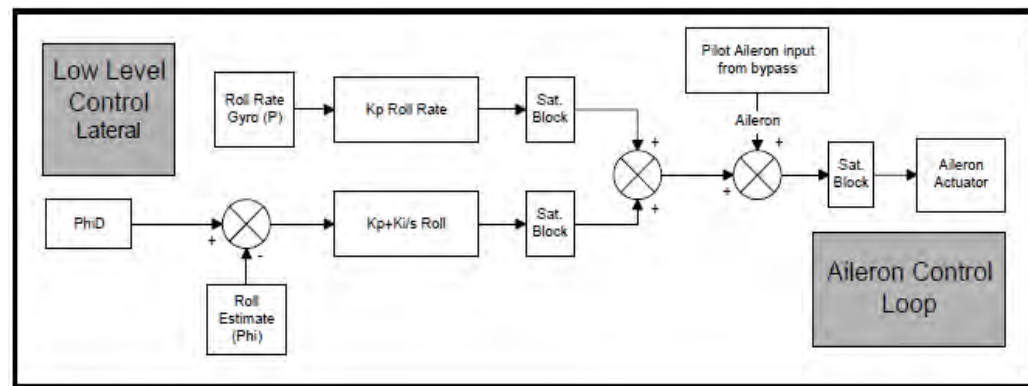 Low Level
Control
Lateral
Roll Rate
Gyro (P)
Kp Roll Rate
Sat.
Block
Pilot Aileron input
from bypass
Aileron
+
+
+
+
Sat.
Block
Aileron
Actuator
PhiD
+
-
Kp+Ki/s Roll
Sat.
Block
Roll
Estimate
(Phi)
Aileron Control
Loop